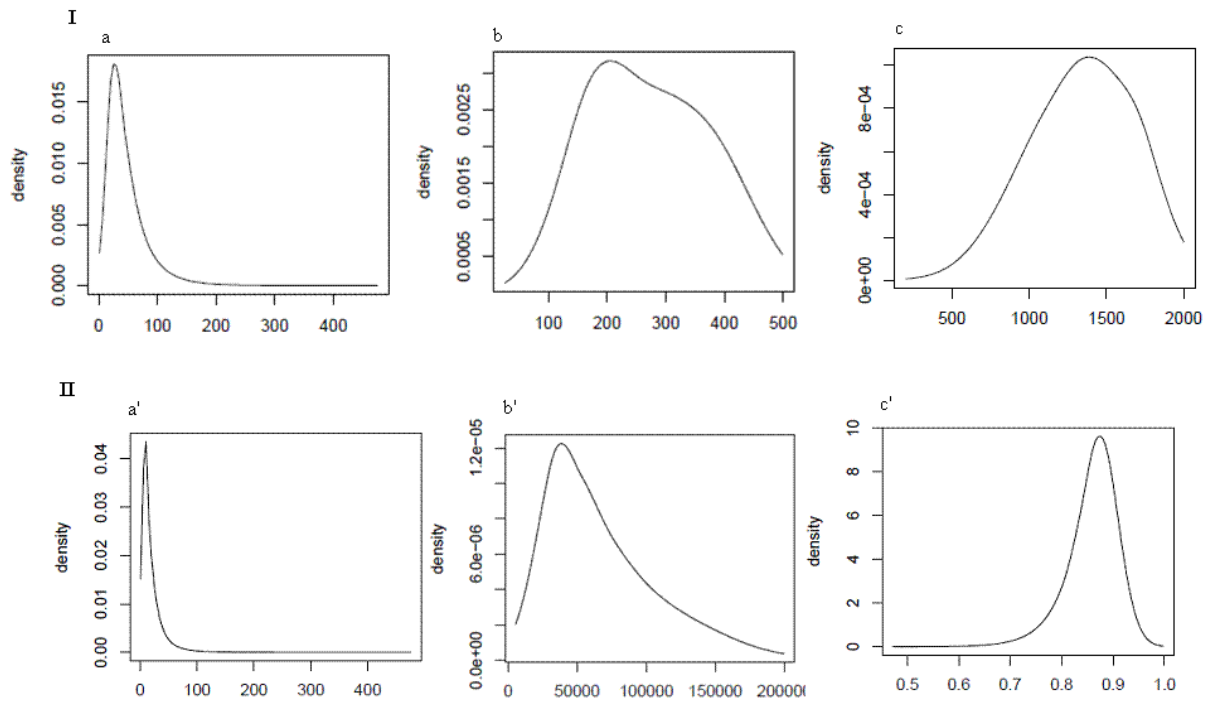 I
a
b
c
density
0.000 0.005 0.010 0.015
0 100 200 300 400
density
0.0005 0.0015 0.0025
100 200 300 400 500
density
0e+00 4e-04 8e-04
500 1000 1500 2000
II
a'
b'
c'
density
0.00 0.01 0.02 0.03 0.04
0 100 200 300 400
density
0.0e+00 6.0e-06 1.2e-05
0 50000 100000 150000 200000
density
0 2 4 6 8 10
0.5 0.6 0.7 0.8 0.9 1.0